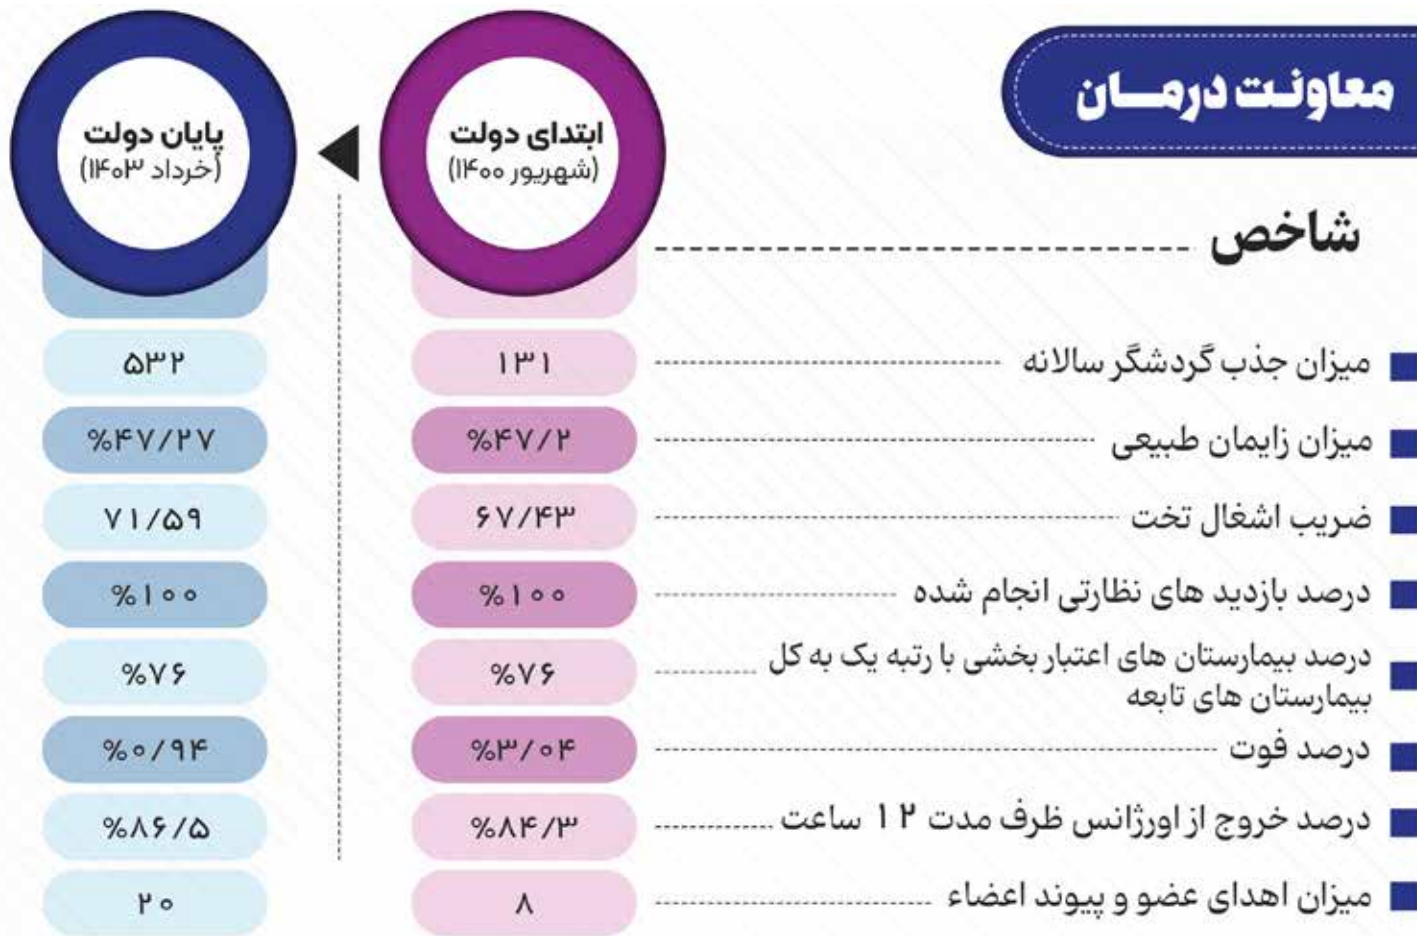 معاونت درمان
شاخص
ابتدای دولت
(شهریور ۱۴۰۰)
پایان دولت
(خرداد ۱۴۰۳)
میزان جذب گردشگر سالانه ۱۳۱ ۵۳۲
میزان زایمان طبیعی %۴۷/۲ %۴۷/۲۷
ضریب اشغال تخت ۶۷/۴۳ ۷۱/۵۹
درصد بازدید های نظارتی انجام شده %۱۰۰ %۱۰۰
درصد بیمارستان های اعتبار بخشی با رتبه یک به کل
بیمارستان های تابعه %۷۶ %۷۶
درصد فوت %۳/۰۴ %۰/۹۴
درصد خروج از اورژانس ظرف مدت ۱۲ ساعت %۸۴/۳ %۸۶/۵
میزان اهدای عضو و پیوند اعضاء ۸ ۲۰